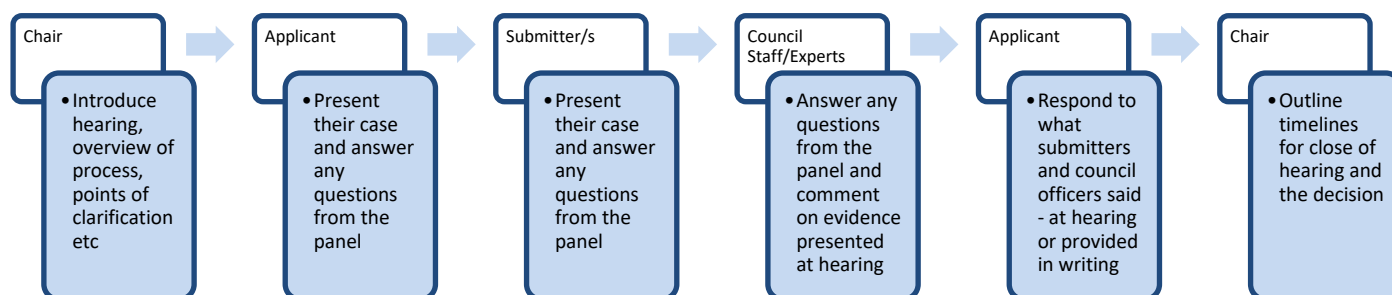 Chair
• Introduce
hearing,
overview of
process,
points of
clarification
etc
Applicant
• Present
their case
and answer
any
questions
from the
panel
Submitter/s
• Present
their case
and answer
any
questions
from the
panel
Council
Staff/Experts
• Answer any
questions
from the
panel and
comment
on evidence
presented
at hearing
Applicant
• Respond to
what
submitters
and council
officers said
- at hearing
or provided
in writing
Chair
• Outline
timelines
for close of
hearing and
the decision